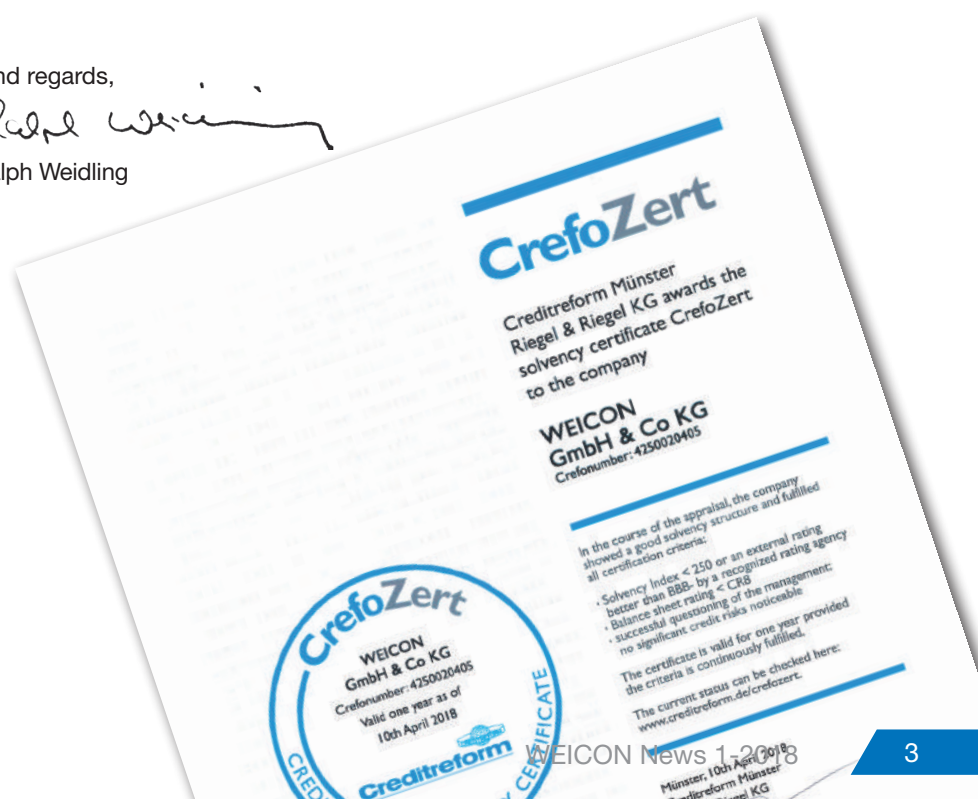 nd regards,
alph Weidling
CrefoZert
Creditreform Münster
Riegel & Riegel KG awards the
solvency certificate CrefoZert
to the company
WEICON
GmbH & Co KG
Crefonumber: 4250020405
In the course of the appraisal, the company
showed a good solvency structure and fulfilled
all certification criteria:
· Solvency Index < 250 or an external rating
better than BBB- by a recognized rating agency
· Balance sheet rating < CR8
· successful questioning of the management:
no significant credit risks noticeable
The certificate is valid for one year provided
the criteria is continuously fulfilled.
The current status can be checked here:
www.creditreform.de/crefozert.
Münster, 10th April 2018
Creditreform Münster
KG
CrefoZert
WEICON
GmbH & Co KG
Crefonumber: 4250020405
Valid one year as of
10th April 2018
Creditreform
CRED
Y CERTIFICATE
WEICON News 1-2018
3